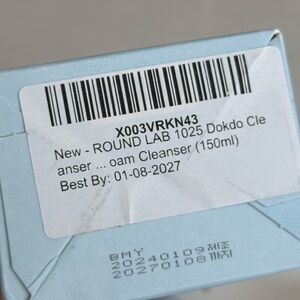 X003VRKN43
New - ROUND LAB 1025 Dokdo Cle
anser ... oam Cleanser (150ml)
Best By: 01-08-2027
BMY
20240109제조
20270108까지